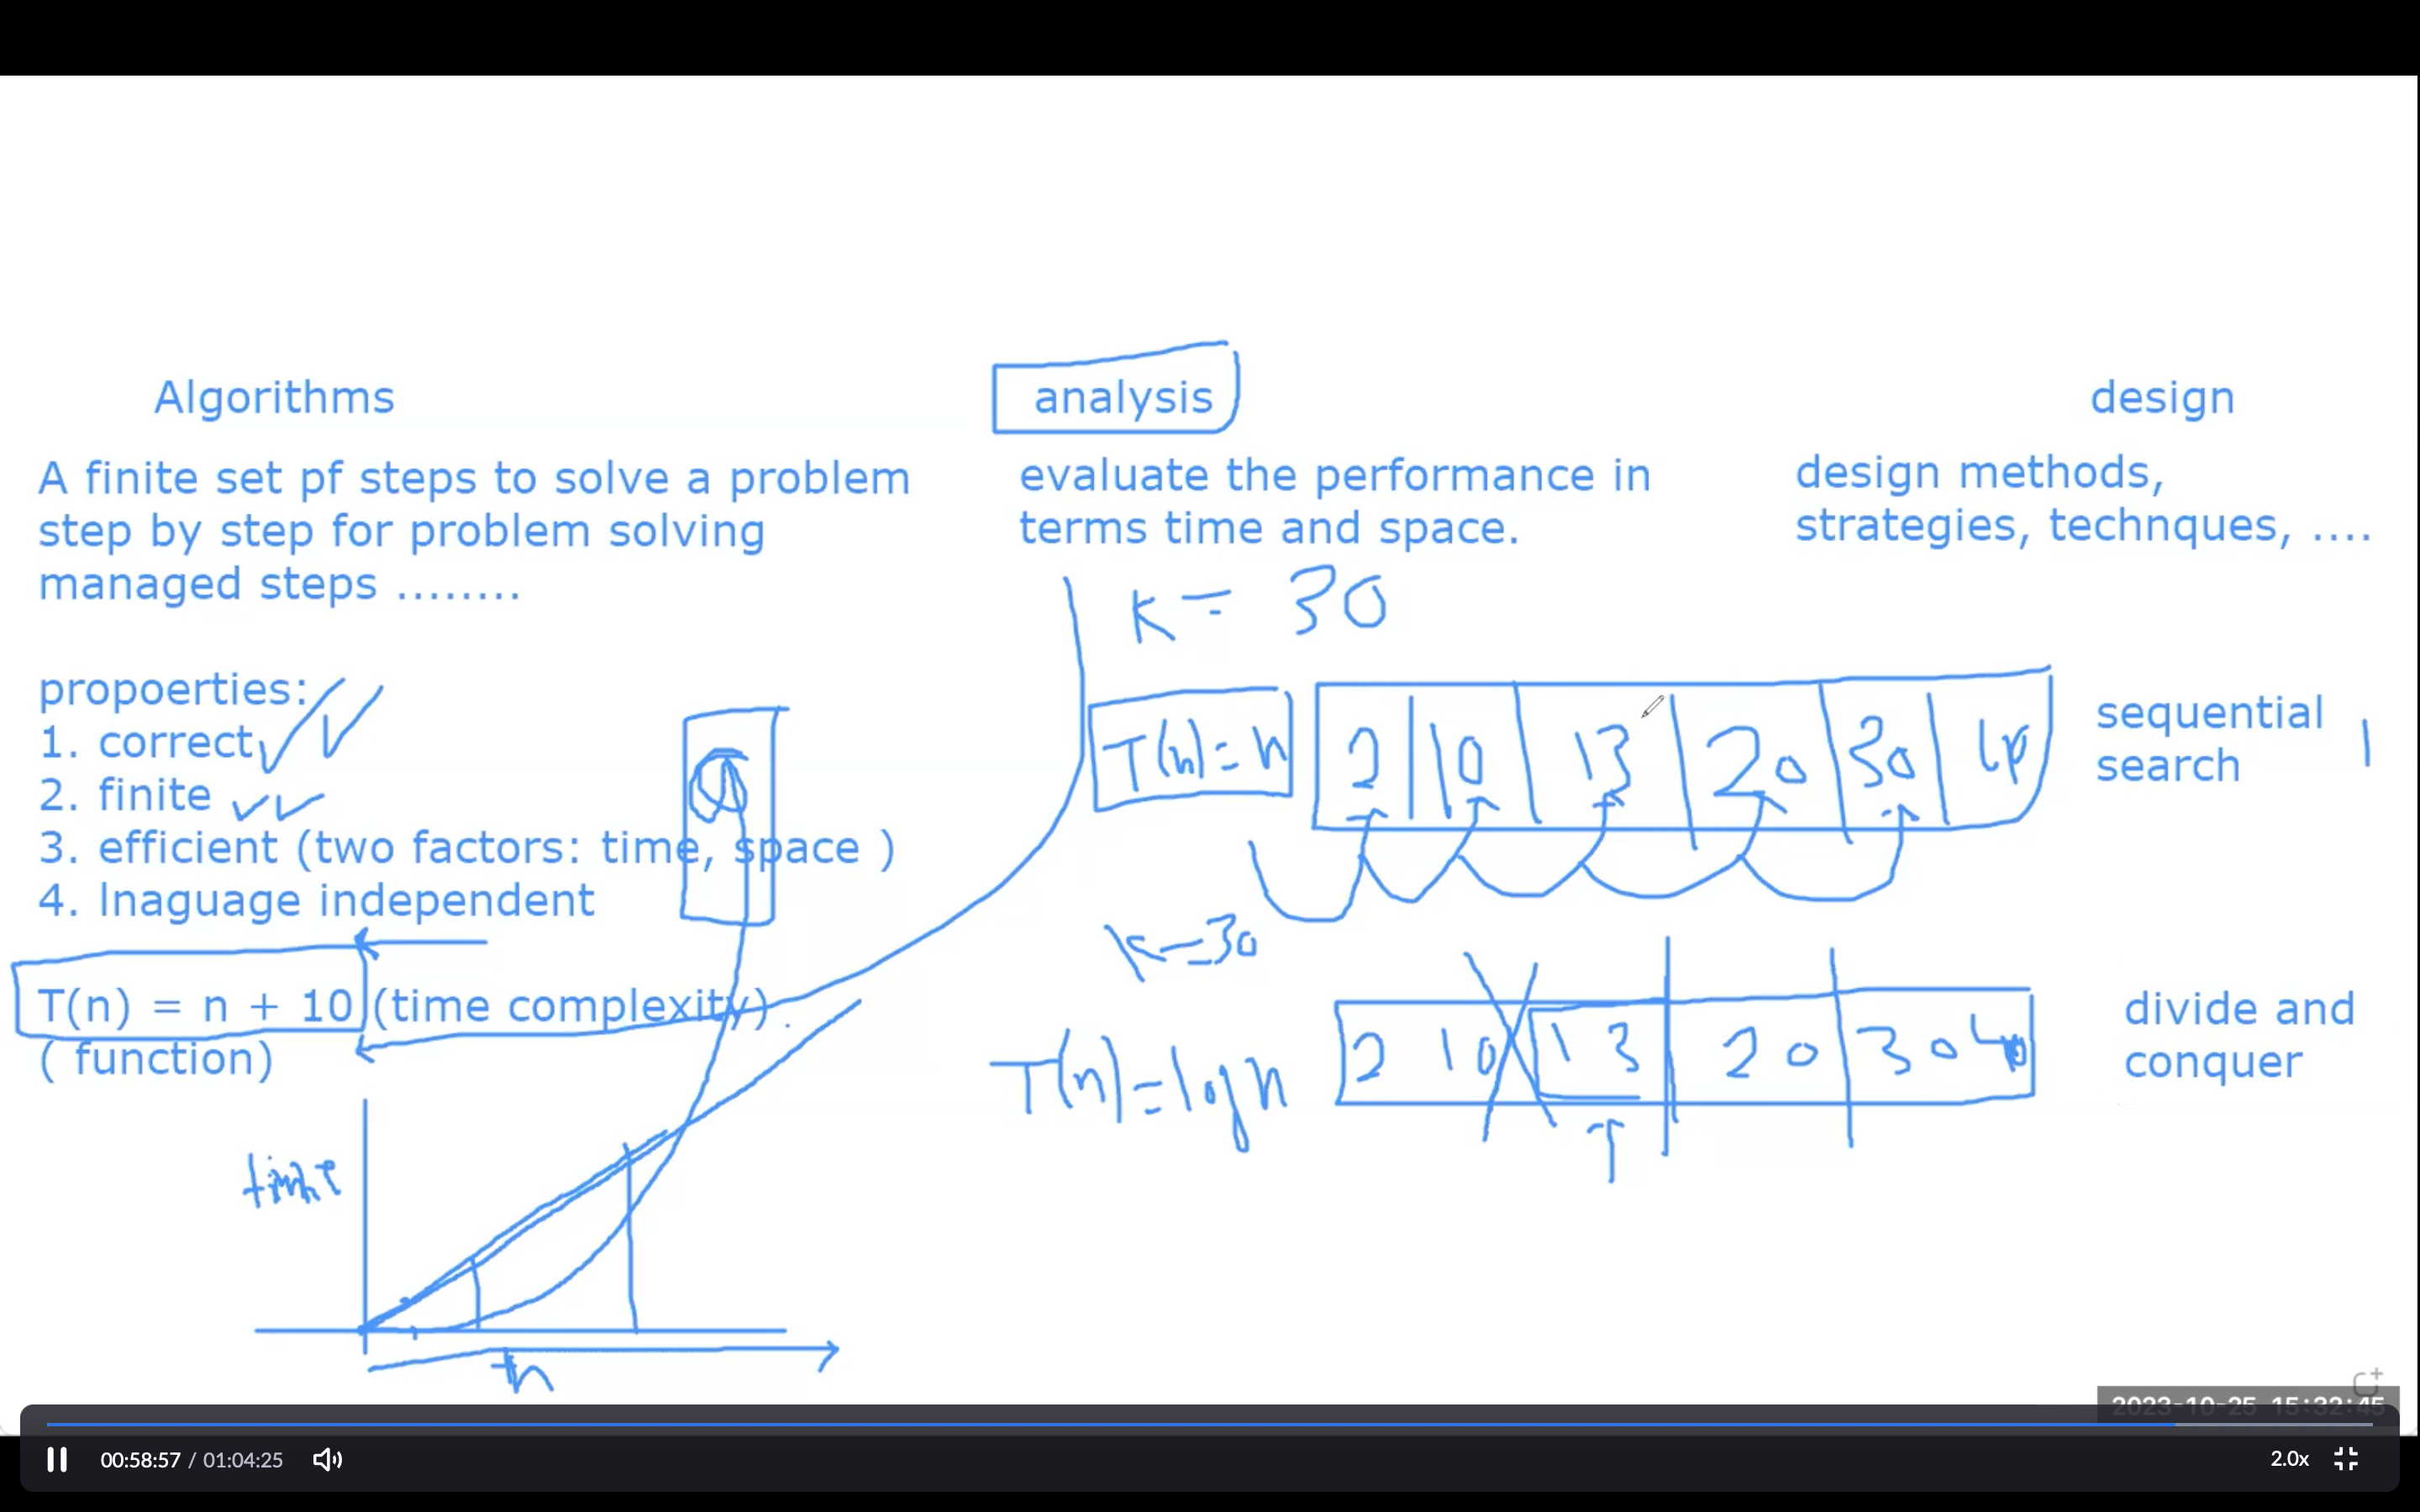 Algorithms
A finite set pf steps to solve a problem
step by step for problem solving
managed steps ........
propoerties:
1. correct
2. finite
3. efficient (two factors: time, space )
4. lnaguage independent
T(n) = n + 10 (time complexity) .
( function)
time
n
analysis
evaluate the performance in
terms time and space.
K = 30
T(n) = n
2 10 13 20 30 40
K = 30
T(n) = log n
2 10 13 20 30 40
design
design methods,
strategies, technques, ....
sequential
search
divide and
conquer
2023-10-25 15:32:45
00:58:57 / 01:04:25
2.0x